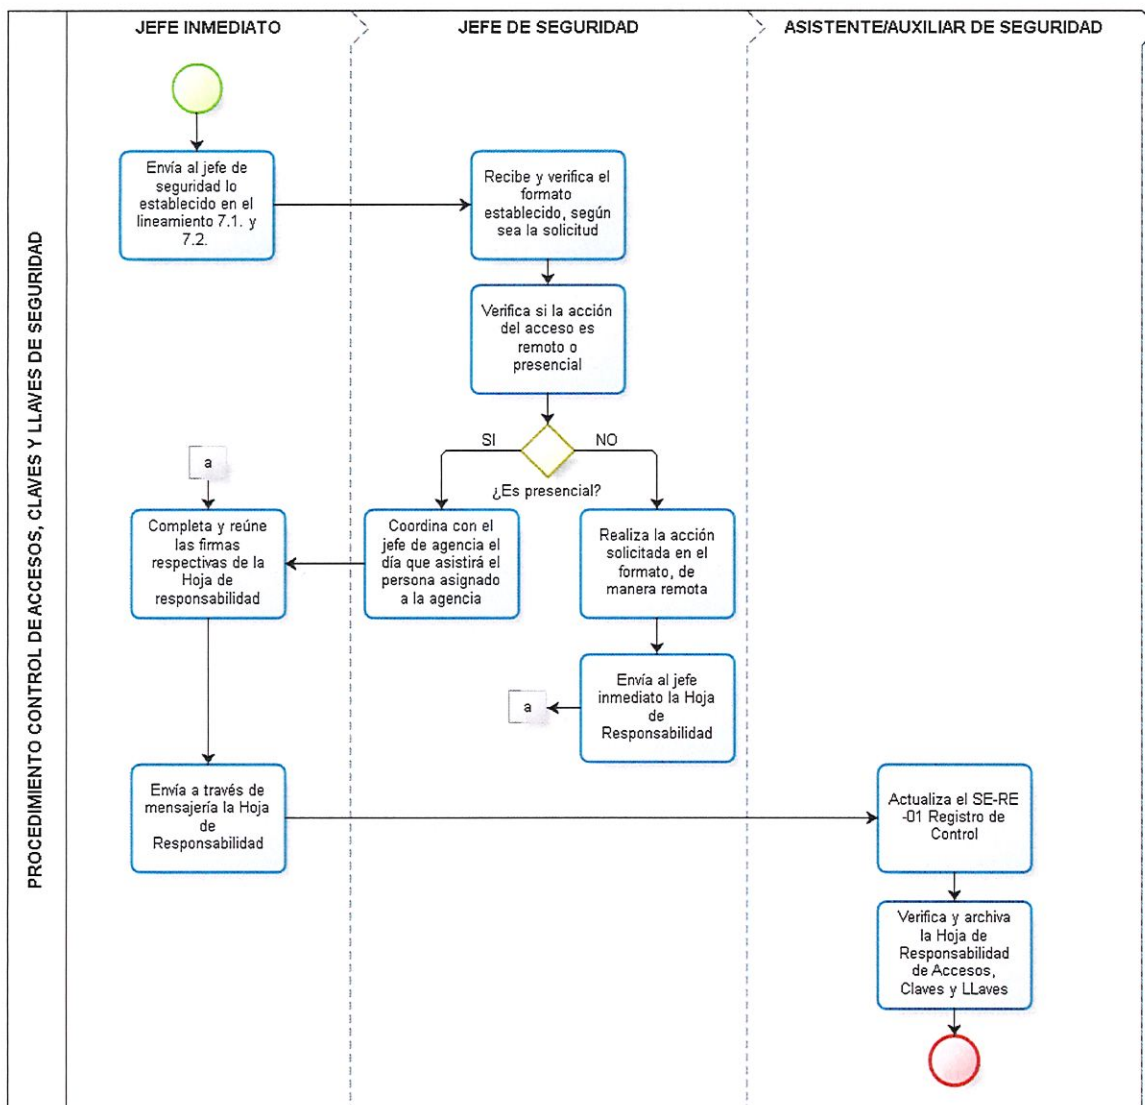 PROCEDIMIENTO CONTROL DE ACCESOS, CLAVES Y LLAVES DE SEGURIDAD
JEFE INMEDIATO
JEFE DE SEGURIDAD
ASISTENTE/AUXILIAR DE SEGURIDAD
Envía al jefe de
seguridad lo
establecido en el
lineamiento 7.1. y
7.2.
Recibe y verifica el
formato
establecido, según
sea la solicitud
Verifica si la acción
del acceso es
remoto o
presencial
SI
NO
¿Es presencial?
a
Completa y reúne
las firmas
respectivas de la
Hoja de
responsabilidad
Coordina con el
jefe de agencia el
día que asistirá el
persona asignado
a la agencia
Realiza la acción
solicitada en el
formato, de
manera remota
Envía al jefe
inmediato la Hoja
de
Responsabilidad
a
Envía a través de
mensajería la Hoja
de
Responsabilidad
Actualiza el SE-RE
-01 Registro de
Control
Verifica y archiva
la Hoja de
Responsabilidad
de Accesos,
Claves y LLaves